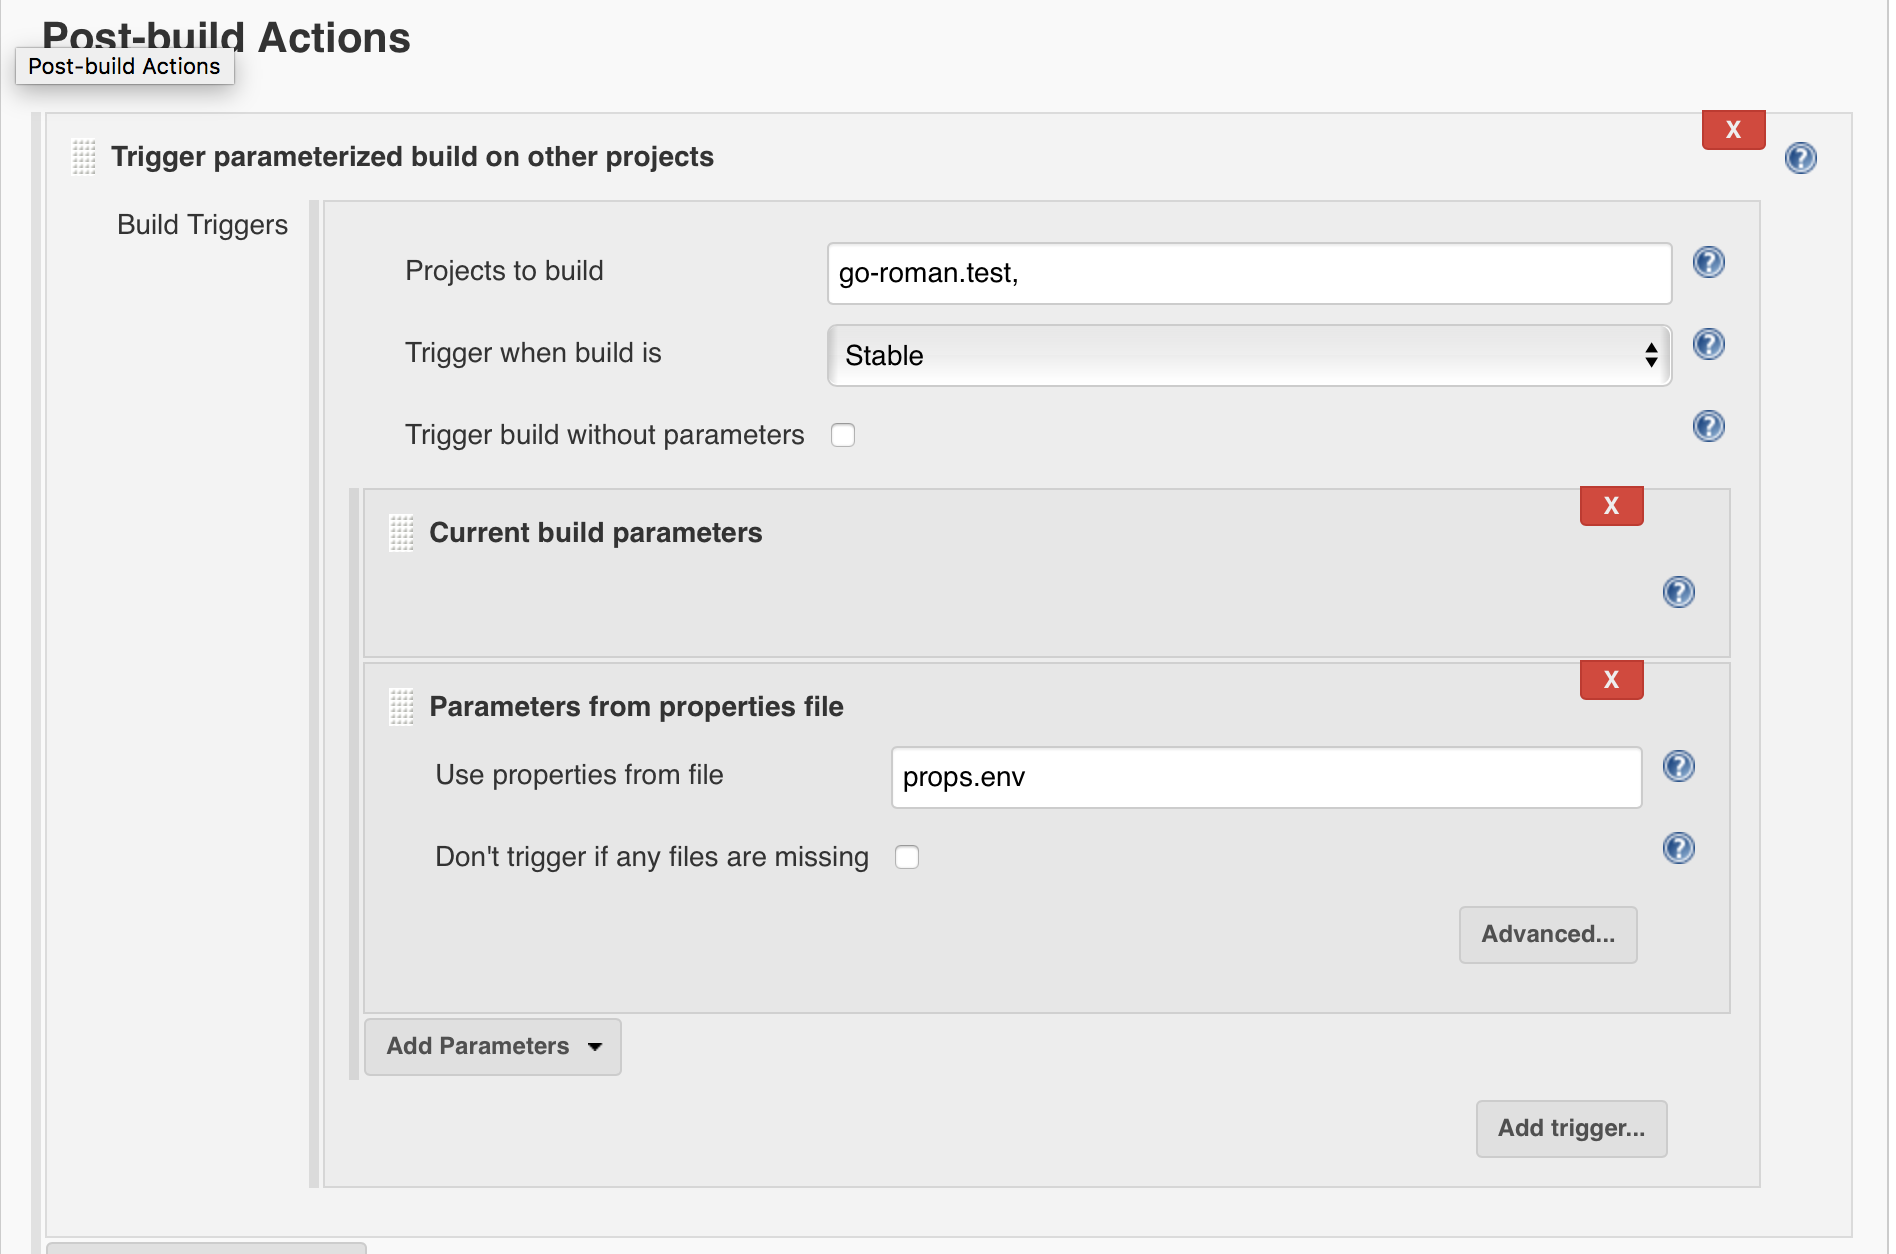 Post-build Actions
Post-build Actions
X
Trigger parameterized build on other projects
?
Build Triggers
Projects to build
go-roman.test,
?
Trigger when build is
Stable
?
Trigger build without parameters
?
X
Current build parameters
?
X
Parameters from properties file
Use properties from file
props.env
?
Don't trigger if any files are missing
?
Advanced...
Add Parameters
Add trigger...